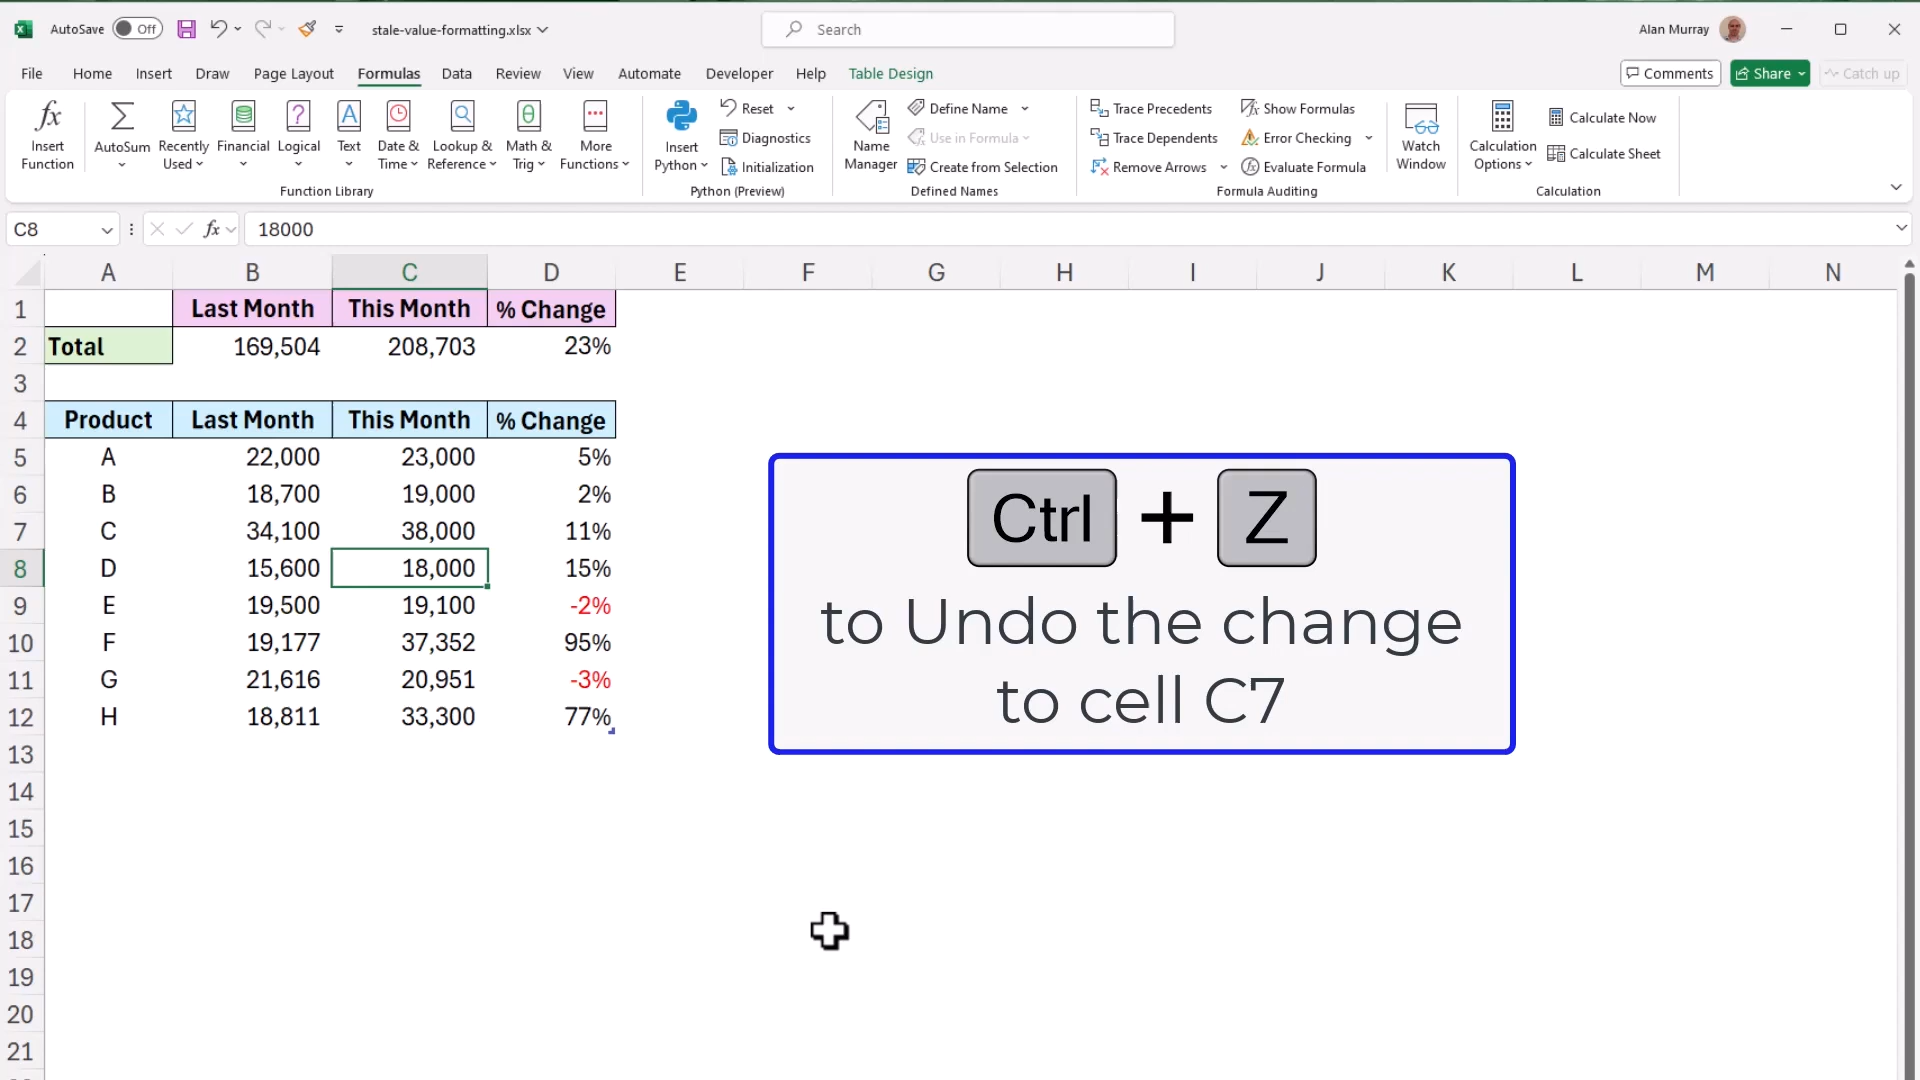 AutoSave Off stale-value-formatting.xlsx Search Alan Murray
File Home Insert Draw Page Layout Formulas Data Review View Automate Developer Help Table Design Comments Share Catch up
fx Insert Function
AutoSum
Recently Used
Financial
Logical
Text
Date & Time
Lookup & Reference
Math & Trig
More Functions
Function Library
Insert Python
Reset
Diagnostics
Initialization
Python (Preview)
Name Manager
Define Name
Use in Formula
Create from Selection
Defined Names
Trace Precedents
Trace Dependents
Remove Arrows
Show Formulas
Error Checking
Evaluate Formula
Formula Auditing
Watch Window
Calculation Options
Calculate Now
Calculate Sheet
Calculation
C8 fx 18000
A B C D E F G H I J K L M N
1 Last Month This Month % Change
2 Total 169,504 208,703 23%
3
4 Product Last Month This Month % Change
5 A 22,000 23,000 5%
6 B 18,700 19,000 2%
7 C 34,100 38,000 11%
8 D 15,600 18,000 15%
9 E 19,500 19,100 -2%
10 F 19,177 37,352 95%
11 G 21,616 20,951 -3%
12 H 18,811 33,300 77%
13
14
15
16
17
18
19
20
21
Ctrl + Z
to Undo the change
to cell C7